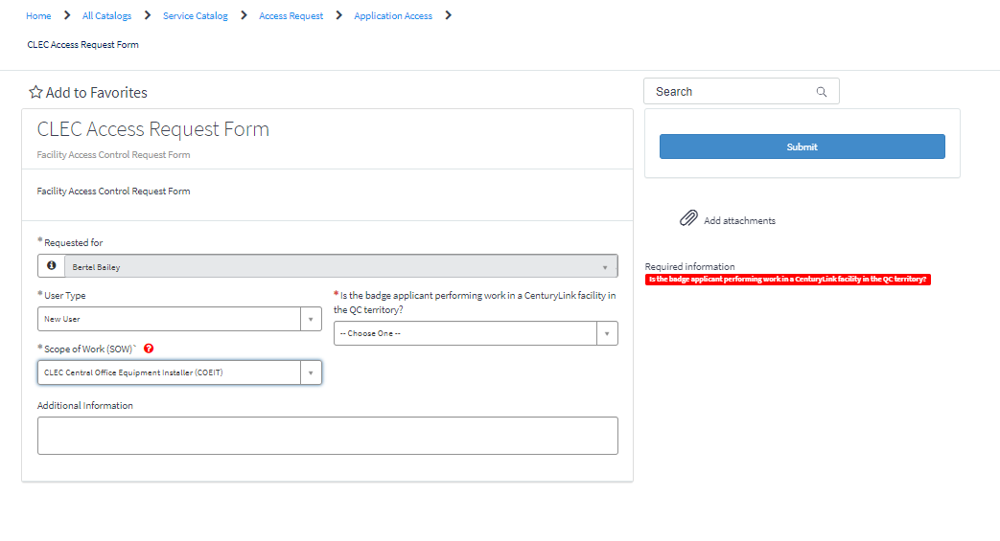 Home > All Catalogs > Service Catalog > Access Request > Application Access >
CLEC Access Request Form
Add to Favorites
Search
CLEC Access Request Form
Facility Access Control Request Form
Submit
Facility Access Control Request Form
Add attachments
*Requested for
Bertel Bailey
Required information
Is the badge applicant performing work in a CenturyLink facility in the QC territory?
*User Type
New User
*Is the badge applicant performing work in a CenturyLink facility in
the QC territory?
-- Choose One --
*Scope of Work (SOW)` ?
CLEC Central Office Equipment Installer (COEIT)
Additional Information